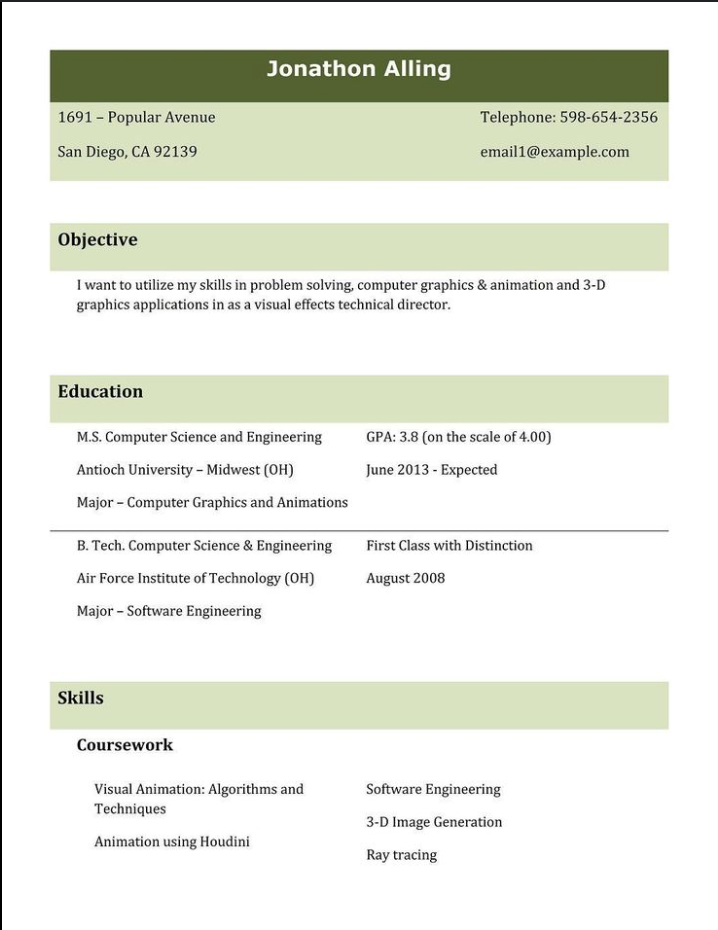 Jonathon Alling
1691 – Popular Avenue
Telephone: 598-654-2356
San Diego, CA 92139
email1@example.com
Objective
I want to utilize my skills in problem solving, computer graphics & animation and 3-D
graphics applications in as a visual effects technical director.
Education
M.S. Computer Science and Engineering
GPA: 3.8 (on the scale of 4.00)
Antioch University – Midwest (OH)
June 2013 - Expected
Major – Computer Graphics and Animations
B. Tech. Computer Science & Engineering
First Class with Distinction
Air Force Institute of Technology (OH)
August 2008
Major – Software Engineering
Skills
Coursework
Visual Animation: Algorithms and
Techniques
Animation using Houdini
Software Engineering
3-D Image Generation
Ray tracing